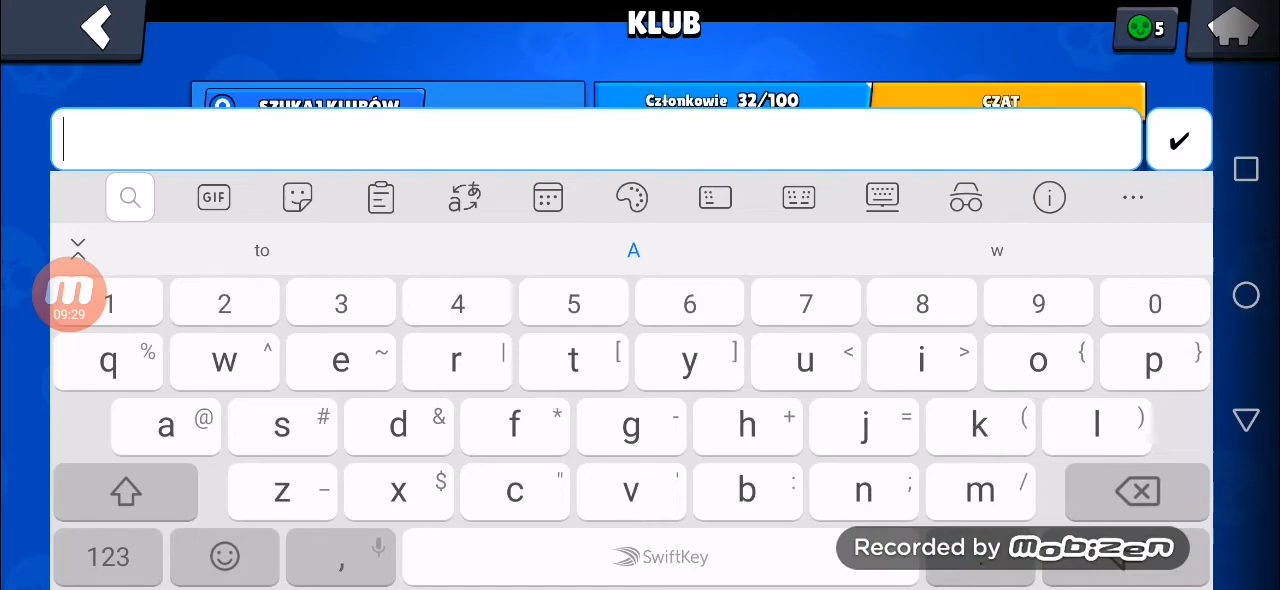 KLUB
5
SZUKAJ KLUBÓW
Członkowie 32/100
CZAT
✔
GIF
to
A
w
09:29
1 2 3 4 5 6 7 8 9 0
q % w ^ e ~ r | t [ y ] u < i > o { p }
a @ s # d & f * g - h + j = k ( l )
z _ x $ c " v ' b : n ; m /
123 , SwiftKey .
Recorded by mobizen